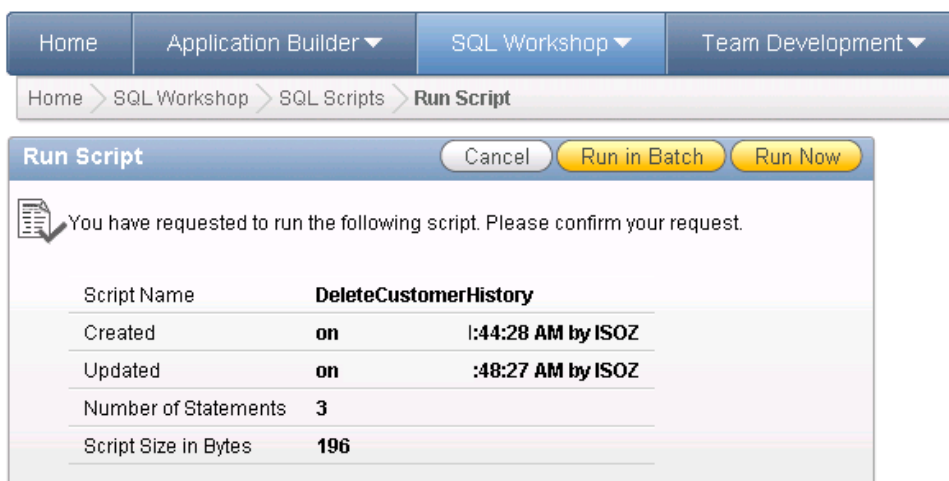 Home Application Builder SQL Workshop Team Development
Home SQL Workshop SQL Scripts Run Script
Run Script Cancel Run in Batch Run Now
You have requested to run the following script. Please confirm your request.
Script Name DeleteCustomerHistory
Created on :44:28 AM by ISOZ
Updated on :48:27 AM by ISOZ
Number of Statements 3
Script Size in Bytes 196